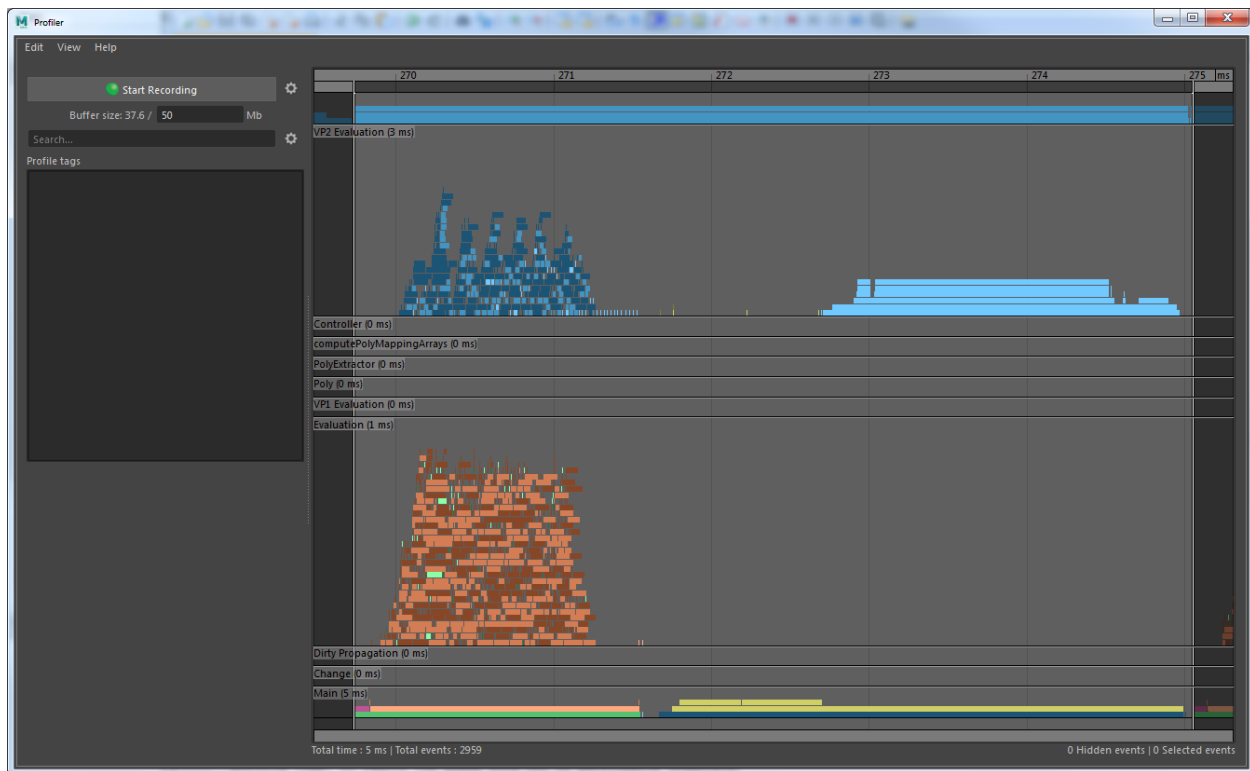 Profiler
Edit View Help
Start Recording
Buffer size: 37.6 / 50 Mb
Search...
Profile tags
270 271 272 273 274 275 ms
VP2 Evaluation (3 ms)
Controller (0 ms)
computePolyMappingArrays (0 ms)
PolyExtractor (0 ms)
Poly (0 ms)
VP1 Evaluation (0 ms)
Evaluation (1 ms)
Dirty Propagation (0 ms)
Change (0 ms)
Main (5 ms)
Total time : 5 ms | Total events : 2959
0 Hidden events | 0 Selected events